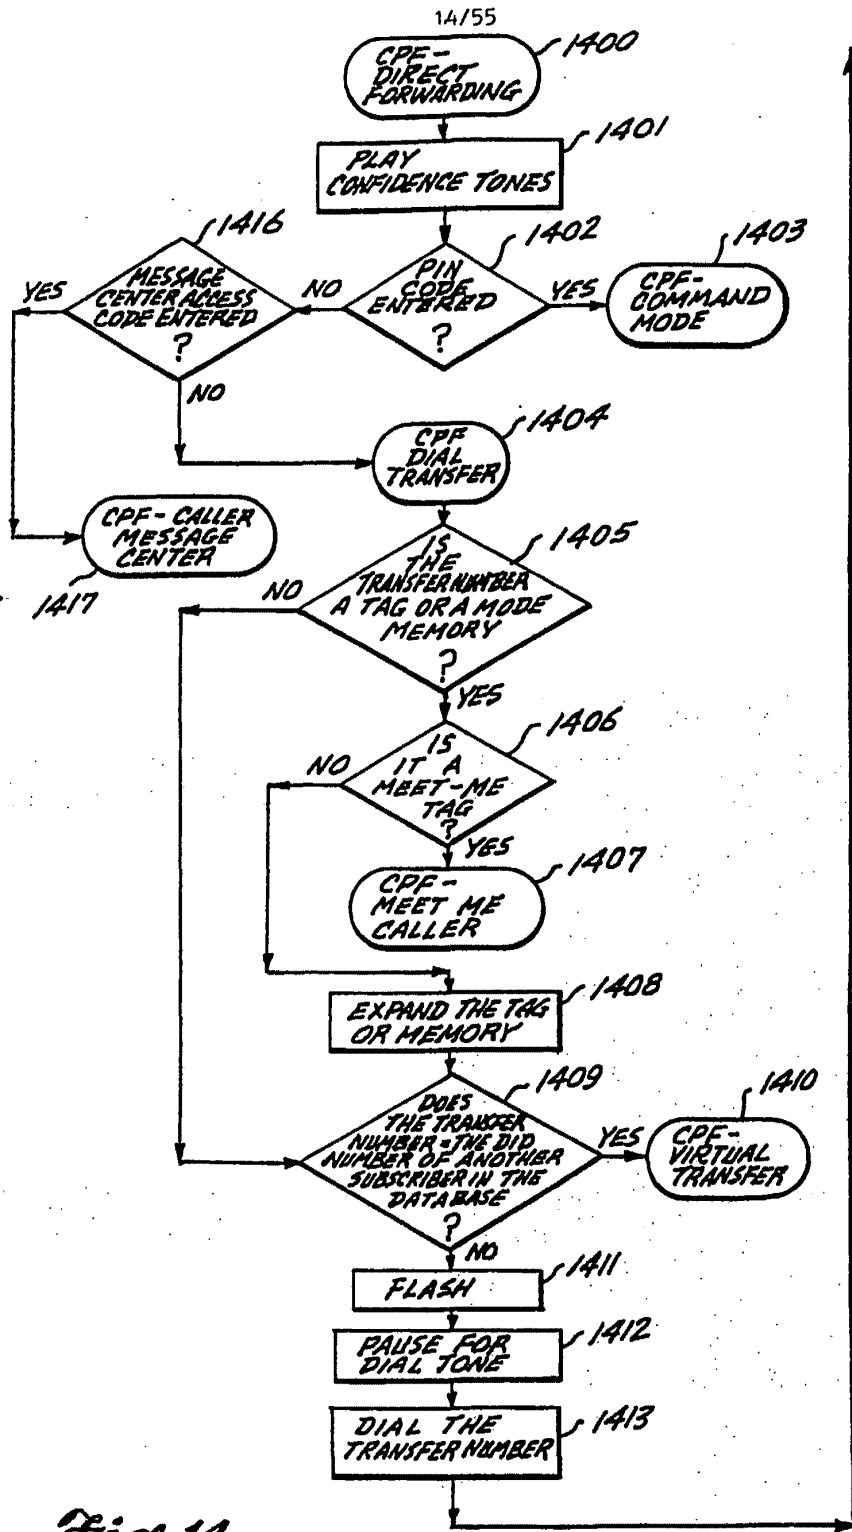 14/55
CPF-
DIRECT
FORWARDING
1400
PLAY
CONFIDENCE TONES
1401
PIN
CODE
ENTERED
?
1402
YES
CPF-
COMMAND
MODE
1403
NO
MESSAGE
CENTER ACCESS
CODE ENTERED
?
1416
YES
NO
CPF
DIAL
TRANSFER
1404
CPF-CALLER
MESSAGE
CENTER
1417
IS
THE
TRANSFER NUMBER
A TAG OR A MODE
MEMORY
?
1405
NO
YES
IS
IT A
MEET-ME
TAG
?
1406
NO
YES
CPF-
MEET ME
CALLER
1407
EXPAND THE TAG
OR MEMORY
1408
DOES
THE TRANSFER
NUMBER = THE DID
NUMBER OF ANOTHER
SUBSCRIBER IN THE
DATABASE
?
1409
YES
CPF-
VIRTUAL
TRANSFER
1410
NO
FLASH
1411
PAUSE FOR
DIAL TONE
1412
DIAL THE
TRANSFER NUMBER
1413